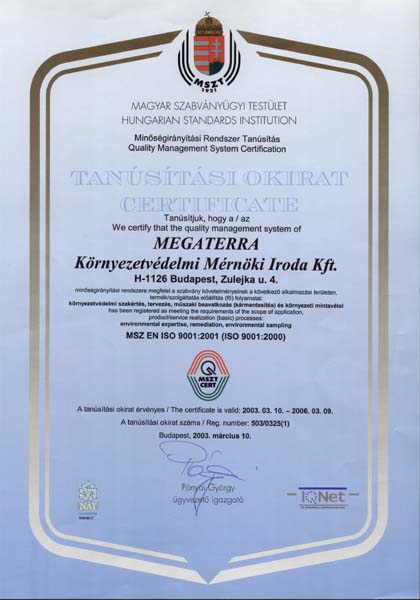 MSZT
1921
MAGYAR SZABVÁNYÜGYI TESTÜLET
HUNGARIAN STANDARDS INSTITUTION
Minőségirányítási Rendszer Tanúsítás
Quality Management System Certification
TANÚSÍTÁSI OKIRAT
CERTIFICATE
Tanúsítjuk, hogy a / az
We certify that the quality management system of
MEGATERRA
Környezetvédelmi Mérnöki Iroda Kft.
H-1126 Budapest, Zulejka u. 4.
minőségirányítási rendszere megfelel a szabvány követelményeinek a következő alkalmazási területen,
termék/szolgáltatás előállítás (fő) folyamatai:
környezetvédelmi szakértés, tervezés, műszaki beavatkozás (kármentesítés) és környezeti mintavétel
has been registered as meeting the requirements of the scope of application,
product/service realization (basic) processes:
environmental expertise, remediation, environmental sampling
MSZ EN ISO 9001:2001 (ISO 9001:2000)
Q
MSZT
CERT
A tanúsítási okirat érvényes / The certificate is valid: 2003. 03. 10. – 2006. 03. 09.
A tanúsítási okirat száma / Reg. number: 503/0325(1)
Budapest, 2003. március 10.
Pónyai György
ügyvezető igazgató
NAT
IQNet